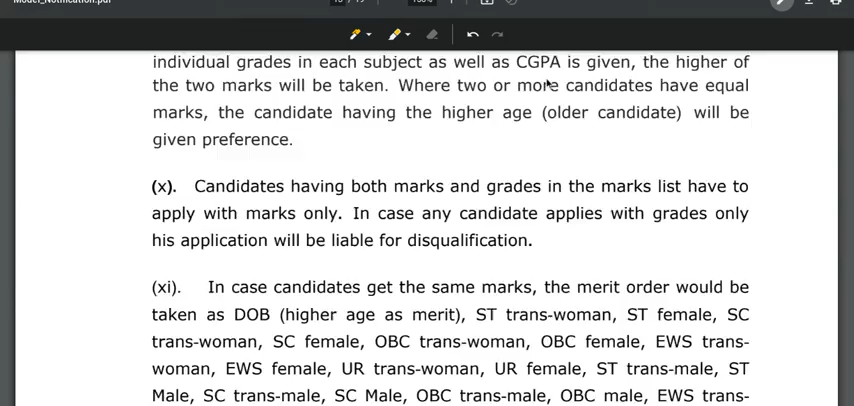 Model_Notification.pdf
individual grades in each subject as well as CGPA is given, the higher of
the two marks will be taken. Where two or more candidates have equal
marks, the candidate having the higher age (older candidate) will be
given preference.
(x). Candidates having both marks and grades in the marks list have to
apply with marks only. In case any candidate applies with grades only
his application will be liable for disqualification.
(xi). In case candidates get the same marks, the merit order would be
taken as DOB (higher age as merit), ST trans-woman, ST female, SC
trans-woman, SC female, OBC trans-woman, OBC female, EWS trans-
woman, EWS female, UR trans-woman, UR female, ST trans-male, ST
Male, SC trans-male, SC Male, OBC trans-male, OBC male, EWS trans-